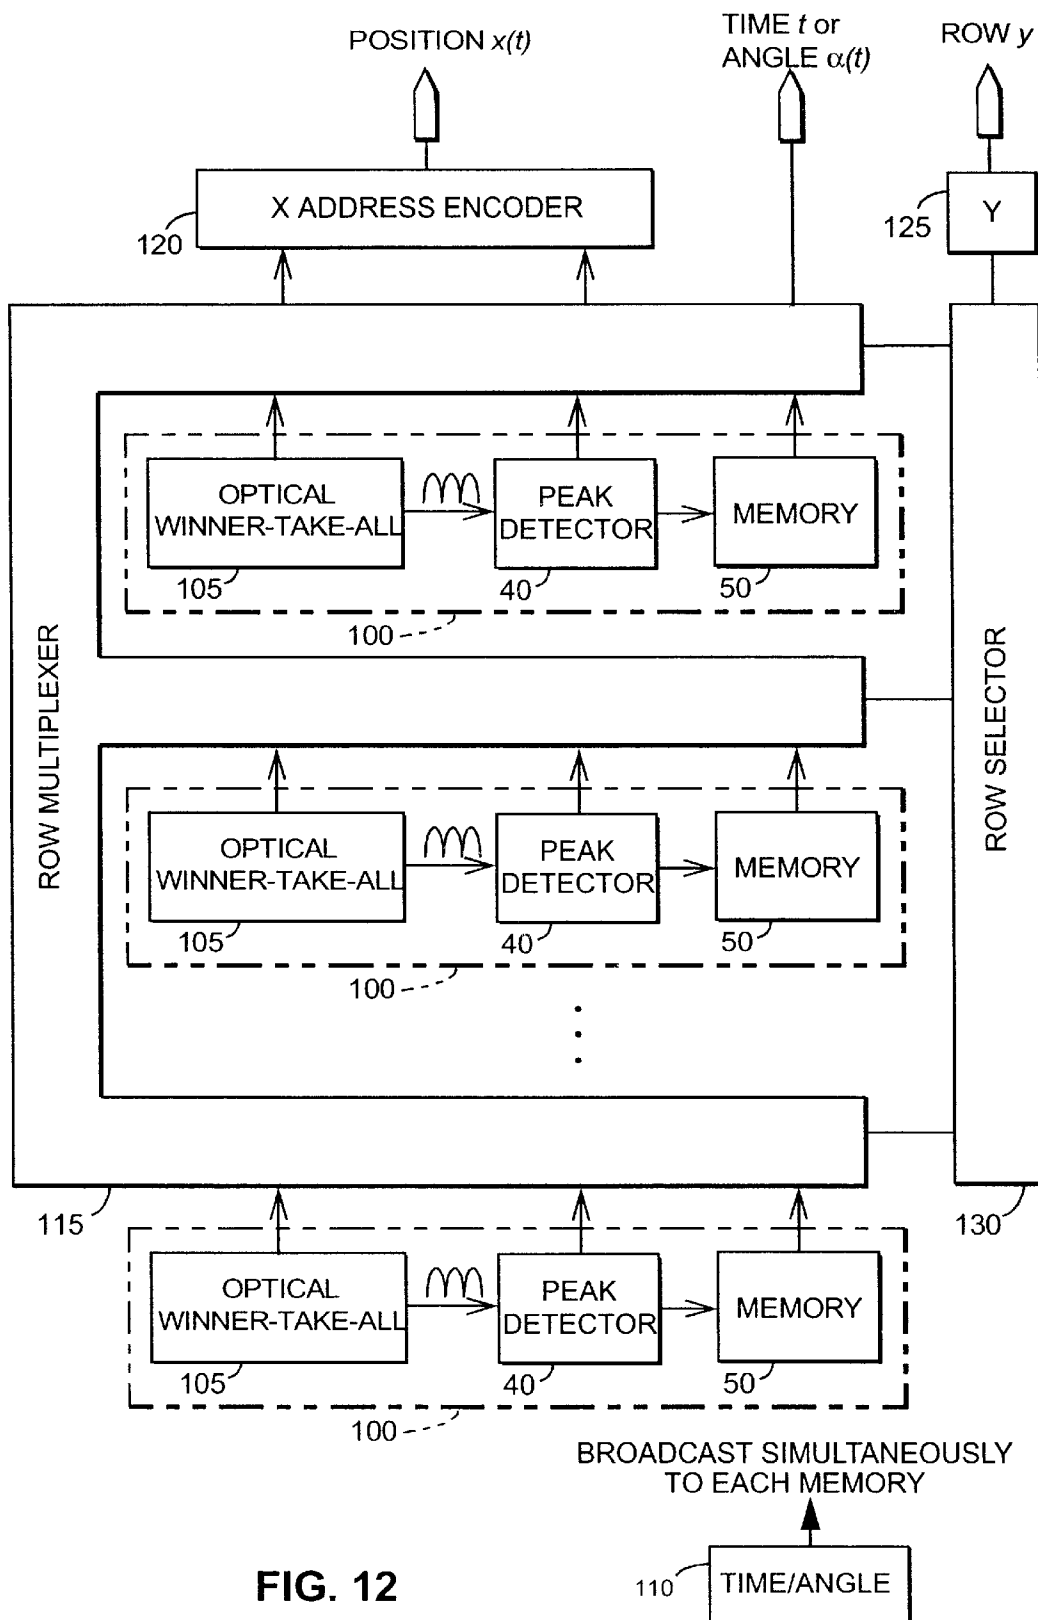 POSITION x(t)
TIME t or
ANGLE α(t)
ROW y
X ADDRESS ENCODER
120
Y
125
ROW MULTIPLEXER
ROW SELECTOR
OPTICAL
WINNER-TAKE-ALL
105
PEAK
DETECTOR
40
MEMORY
50
100
OPTICAL
WINNER-TAKE-ALL
105
PEAK
DETECTOR
40
MEMORY
50
100
115
130
OPTICAL
WINNER-TAKE-ALL
105
PEAK
DETECTOR
40
MEMORY
50
100
BROADCAST SIMULTANEOUSLY
TO EACH MEMORY
110
TIME/ANGLE
FIG. 12